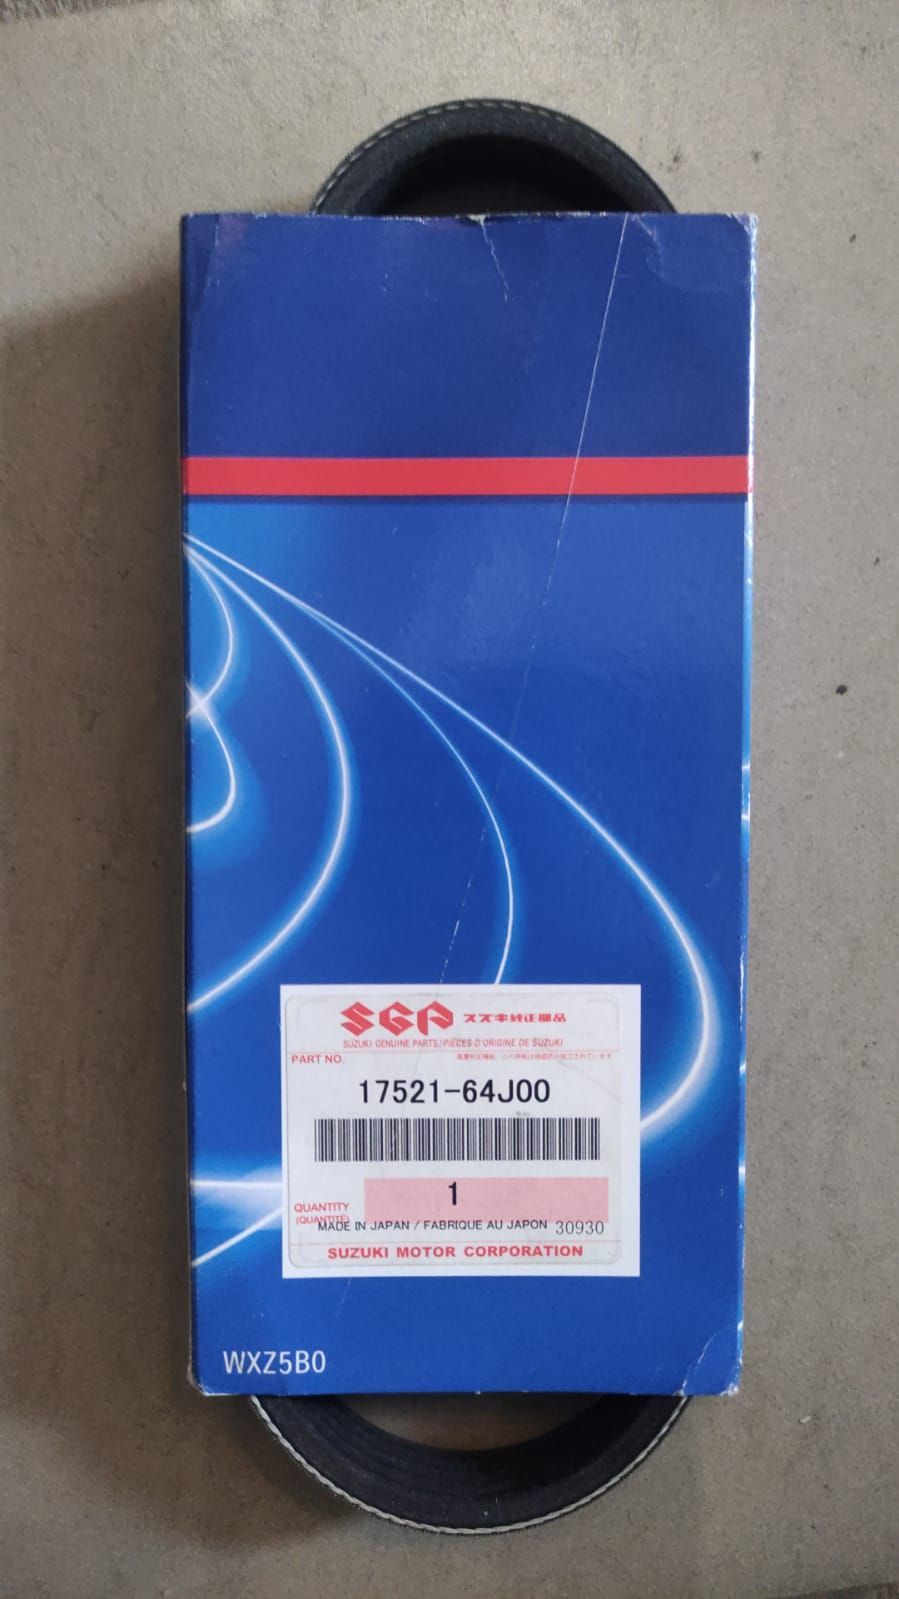 SGP スズキ純正部品
SUZUKI GENUINE PARTS/PIÈCES D'ORIGINE DE SUZUKI
PART NO.
17521-64J00
1
QUANTITY
(QUANTITÉ)
MADE IN JAPAN / FABRIQUE AU JAPON 30930
SUZUKI MOTOR CORPORATION
WXZ5B0